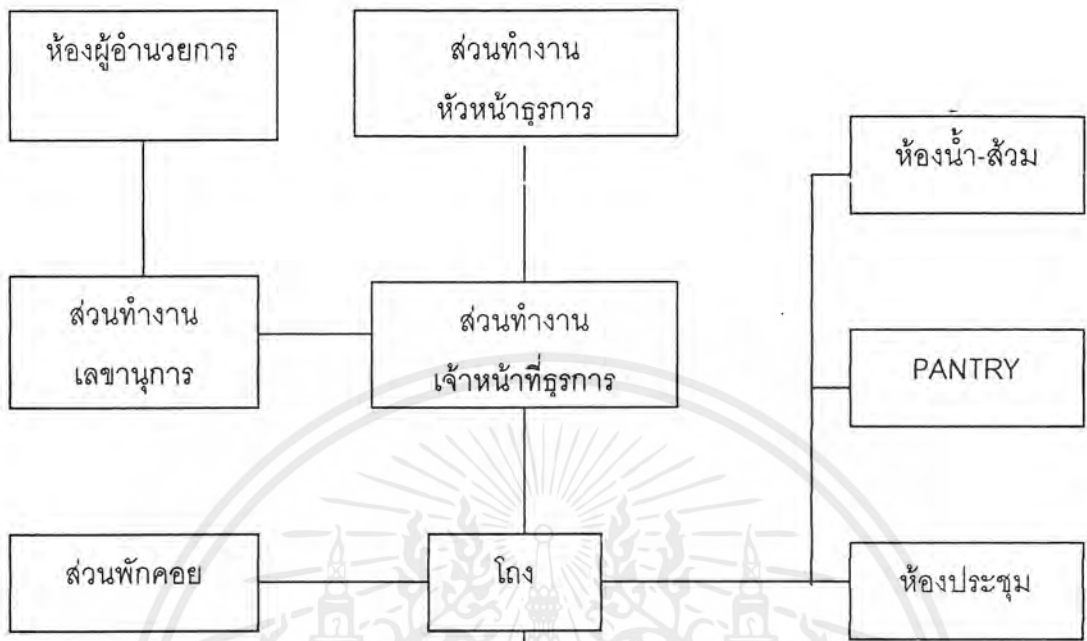 ห้องผู้อำนวยการ
ส่วนทำงาน
หัวหน้าธุรการ
ห้องน้ำ-ส้วม
ส่วนทำงาน
เลขานุการ
ส่วนทำงาน
เจ้าหน้าที่ธุรการ
PANTRY
ส่วนพักคอย
โถง
ห้องประชุม